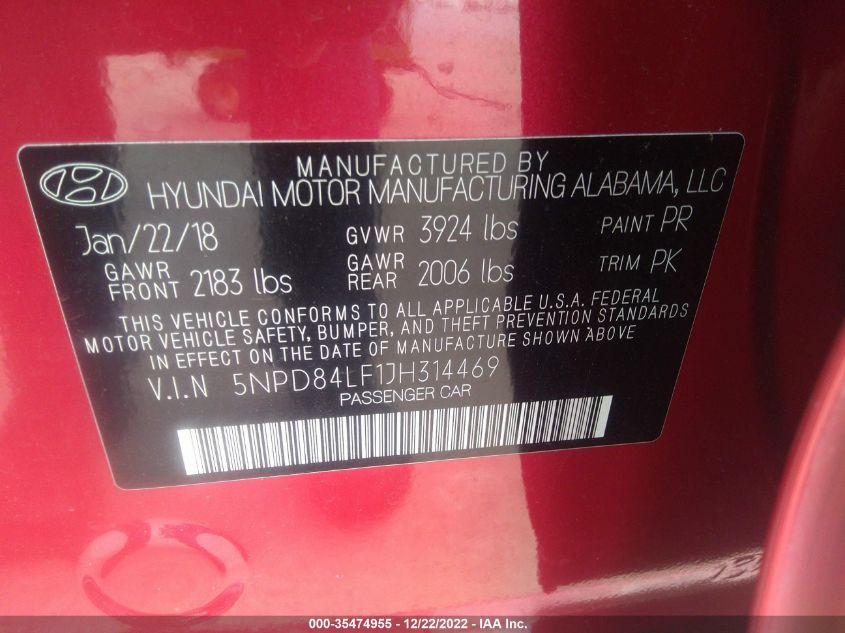 MANUFACTURED BY
HYUNDAI MOTOR MANUFACTURING ALABAMA, LLC
Jan/22/18 GVWR 3924 lbs PAINT PR
GAWR FRONT 2183 lbs GAWR REAR 2006 lbs TRIM PK
THIS VEHICLE CONFORMS TO ALL APPLICABLE U.S.A. FEDERAL
MOTOR VEHICLE SAFETY, BUMPER, AND THEFT PREVENTION STANDARDS
IN EFFECT ON THE DATE OF MANUFACTURE SHOWN ABOVE
V.I.N 5NPD84LF1JH314469
PASSENGER CAR
000-35474955 - 12/22/2022 - IAA Inc.